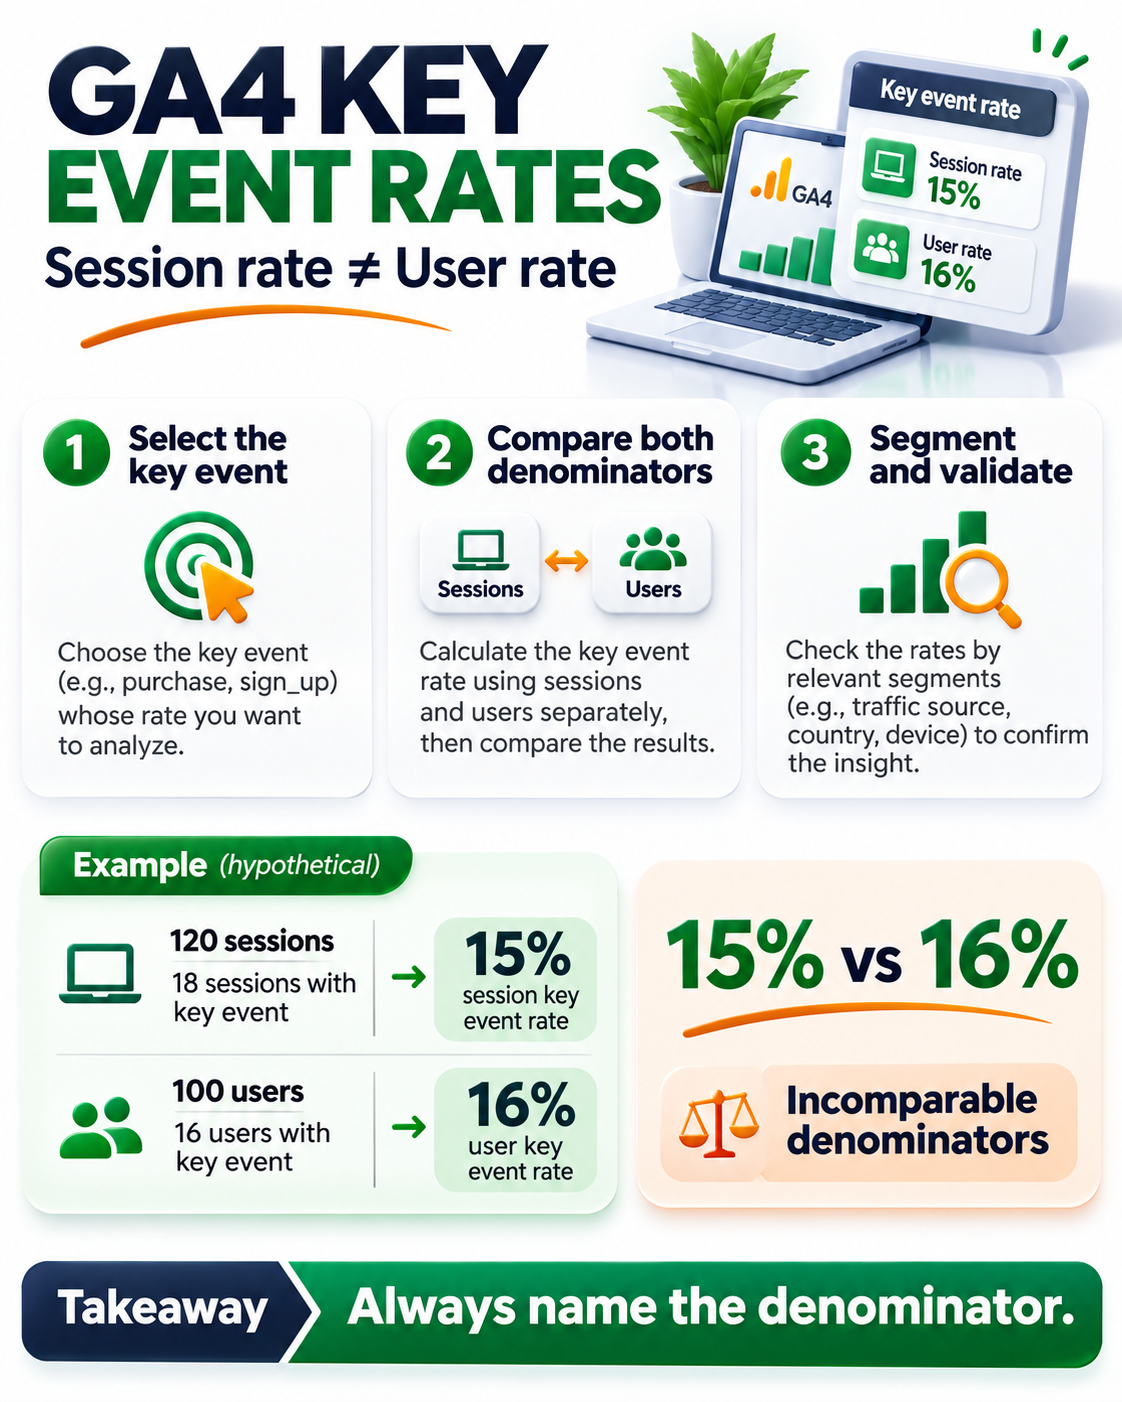 GA4 KEY
EVENT RATES
Session rate ≠ User rate
GA4
Key event rate
Session rate
15%
User rate
16%
1
Select the
key event
Choose the key event
(e.g., purchase, sign_up)
whose rate you want
to analyze.
2
Compare both
denominators
Sessions
Users
Calculate the key event
rate using sessions
and users separately,
then compare the results.
3
Segment
and validate
Check the rates by
relevant segments
(e.g., traffic source,
country, device) to confirm
the insight.
Example (hypothetical)
120 sessions
18 sessions with
key event
15%
session key
event rate
100 users
16 users with
key event
16%
user key
event rate
15% vs 16%
Incomparable
denominators
Takeaway
Always name the denominator.